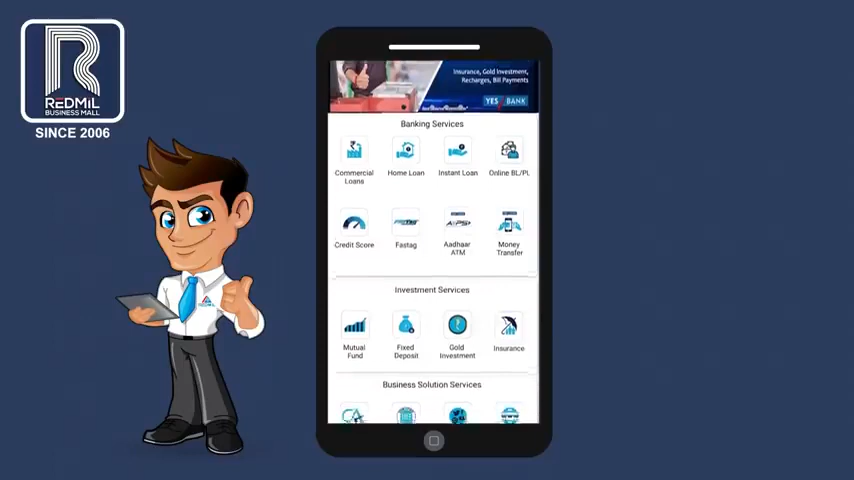 R
REDMIL
BUSINESS MALL
SINCE 2006
Insurance, Gold Investment,
Recharges, Bill Payments
YES BANK
Banking Services
Commercial
Loans
Home Loan
Instant Loan
Online BL/PL
Credit Score
Fastag
Aadhaar
ATM
Money
Transfer
Investment Services
Mutual
Fund
Fixed
Deposit
Gold
Investment
Insurance
Business Solution Services
REDMIL